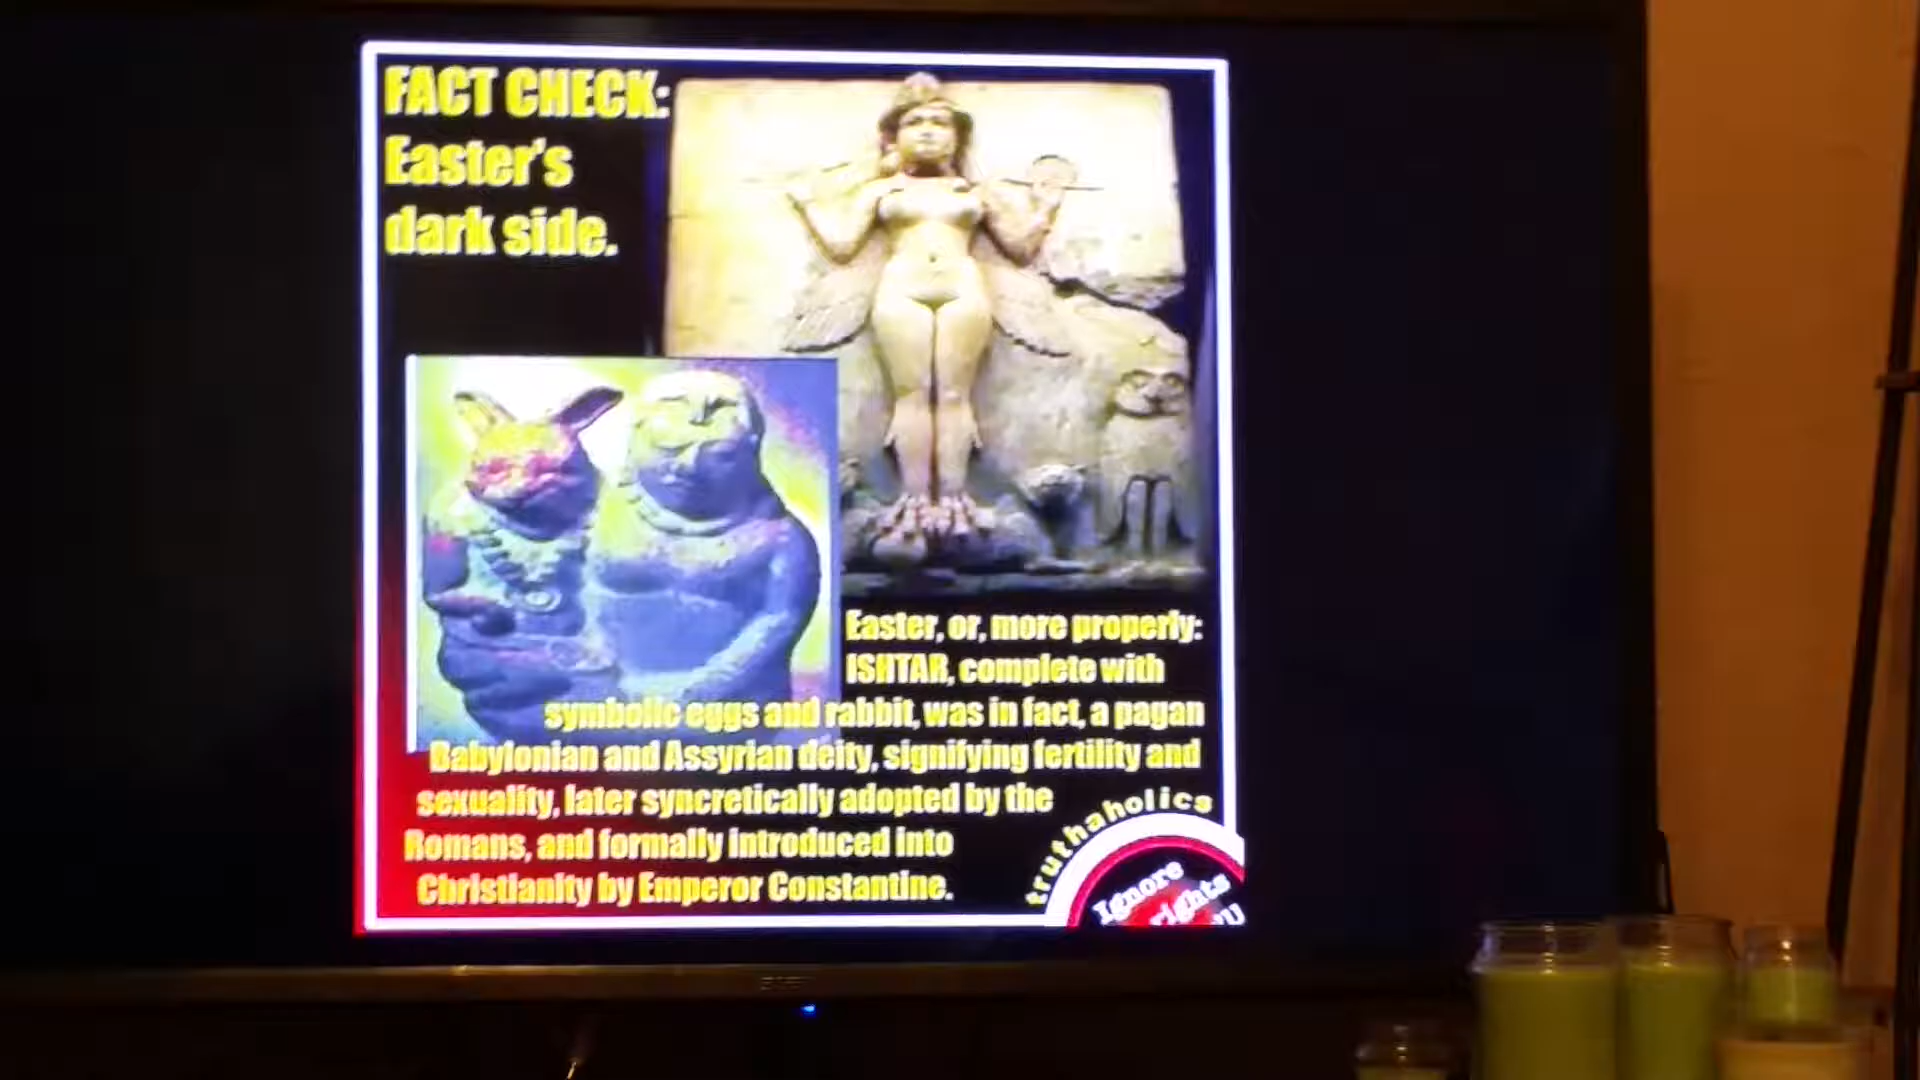 FACT CHECK:
Easter's
dark side.
Easter, or, more properly:
ISHTAR, complete with
symbolic eggs and rabbit, was in fact, a pagan
Babylonian and Assyrian deity, signifying fertility and
sexuality, later syncretically adopted by the
Romans, and formally introduced into
Christianity by Emperor Constantine.
truthaholics
Ignore
rights